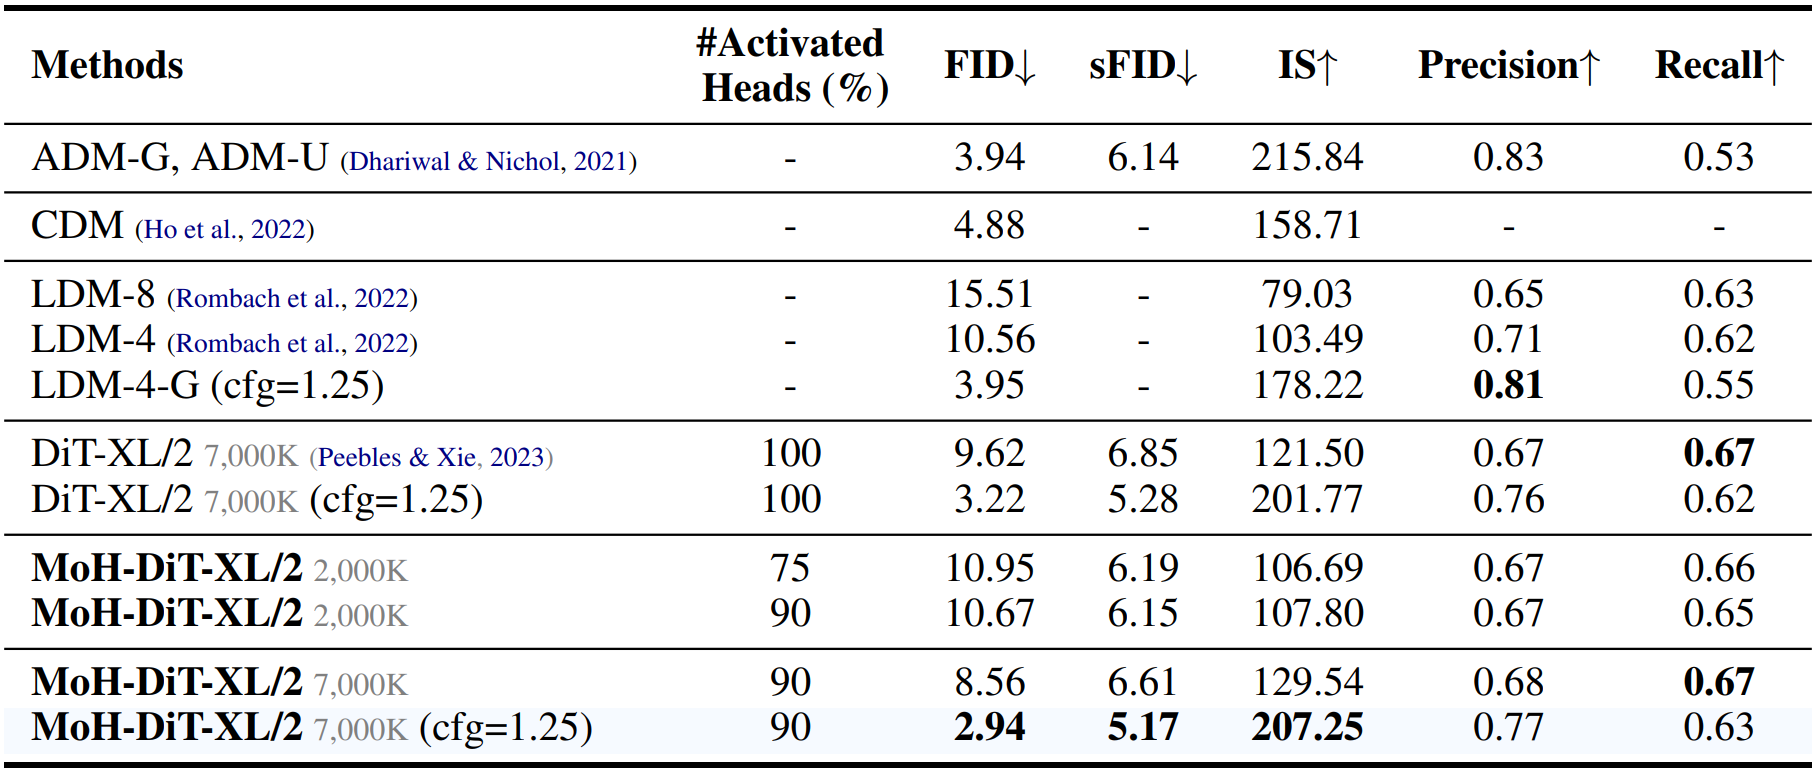 Methods #Activated Heads (%) FID↓ sFID↓ IS↑ Precision↑ Recall↑
ADM-G, ADM-U (Dhariwal & Nichol, 2021) - 3.94 6.14 215.84 0.83 0.53
CDM (Ho et al., 2022) - 4.88 - 158.71 - -
LDM-8 (Rombach et al., 2022) - 15.51 - 79.03 0.65 0.63
LDM-4 (Rombach et al., 2022) - 10.56 - 103.49 0.71 0.62
LDM-4-G (cfg=1.25) - 3.95 - 178.22 0.81 0.55
DiT-XL/2 7,000K (Peebles & Xie, 2023) 100 9.62 6.85 121.50 0.67 0.67
DiT-XL/2 7,000K (cfg=1.25) 100 3.22 5.28 201.77 0.76 0.62
MoH-DiT-XL/2 2,000K 75 10.95 6.19 106.69 0.67 0.66
MoH-DiT-XL/2 2,000K 90 10.67 6.15 107.80 0.67 0.65
MoH-DiT-XL/2 7,000K 90 8.56 6.61 129.54 0.68 0.67
MoH-DiT-XL/2 7,000K (cfg=1.25) 90 2.94 5.17 207.25 0.77 0.63